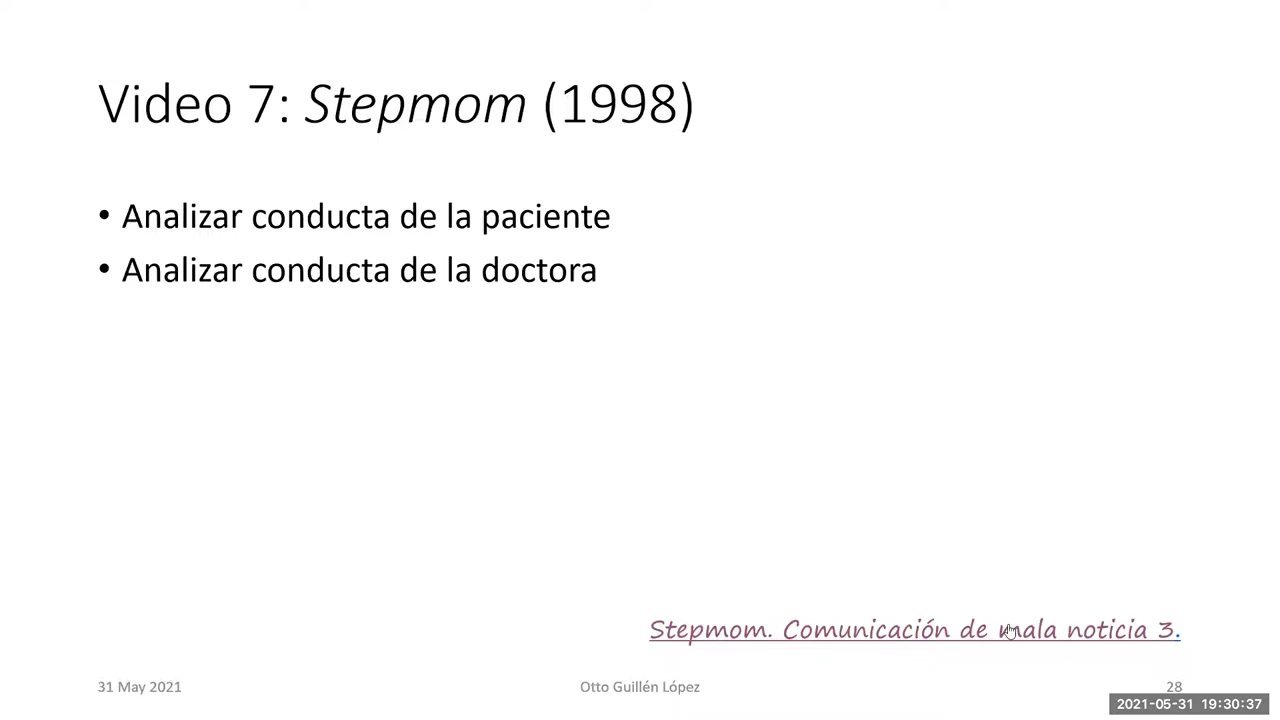 Video 7: Stepmom (1998)
• Analizar conducta de la paciente
• Analizar conducta de la doctora
Stepmom. Comunicación de mala noticia 3.
31 May 2021
Otto Guillén López
28
2021-05-31 19:30:37